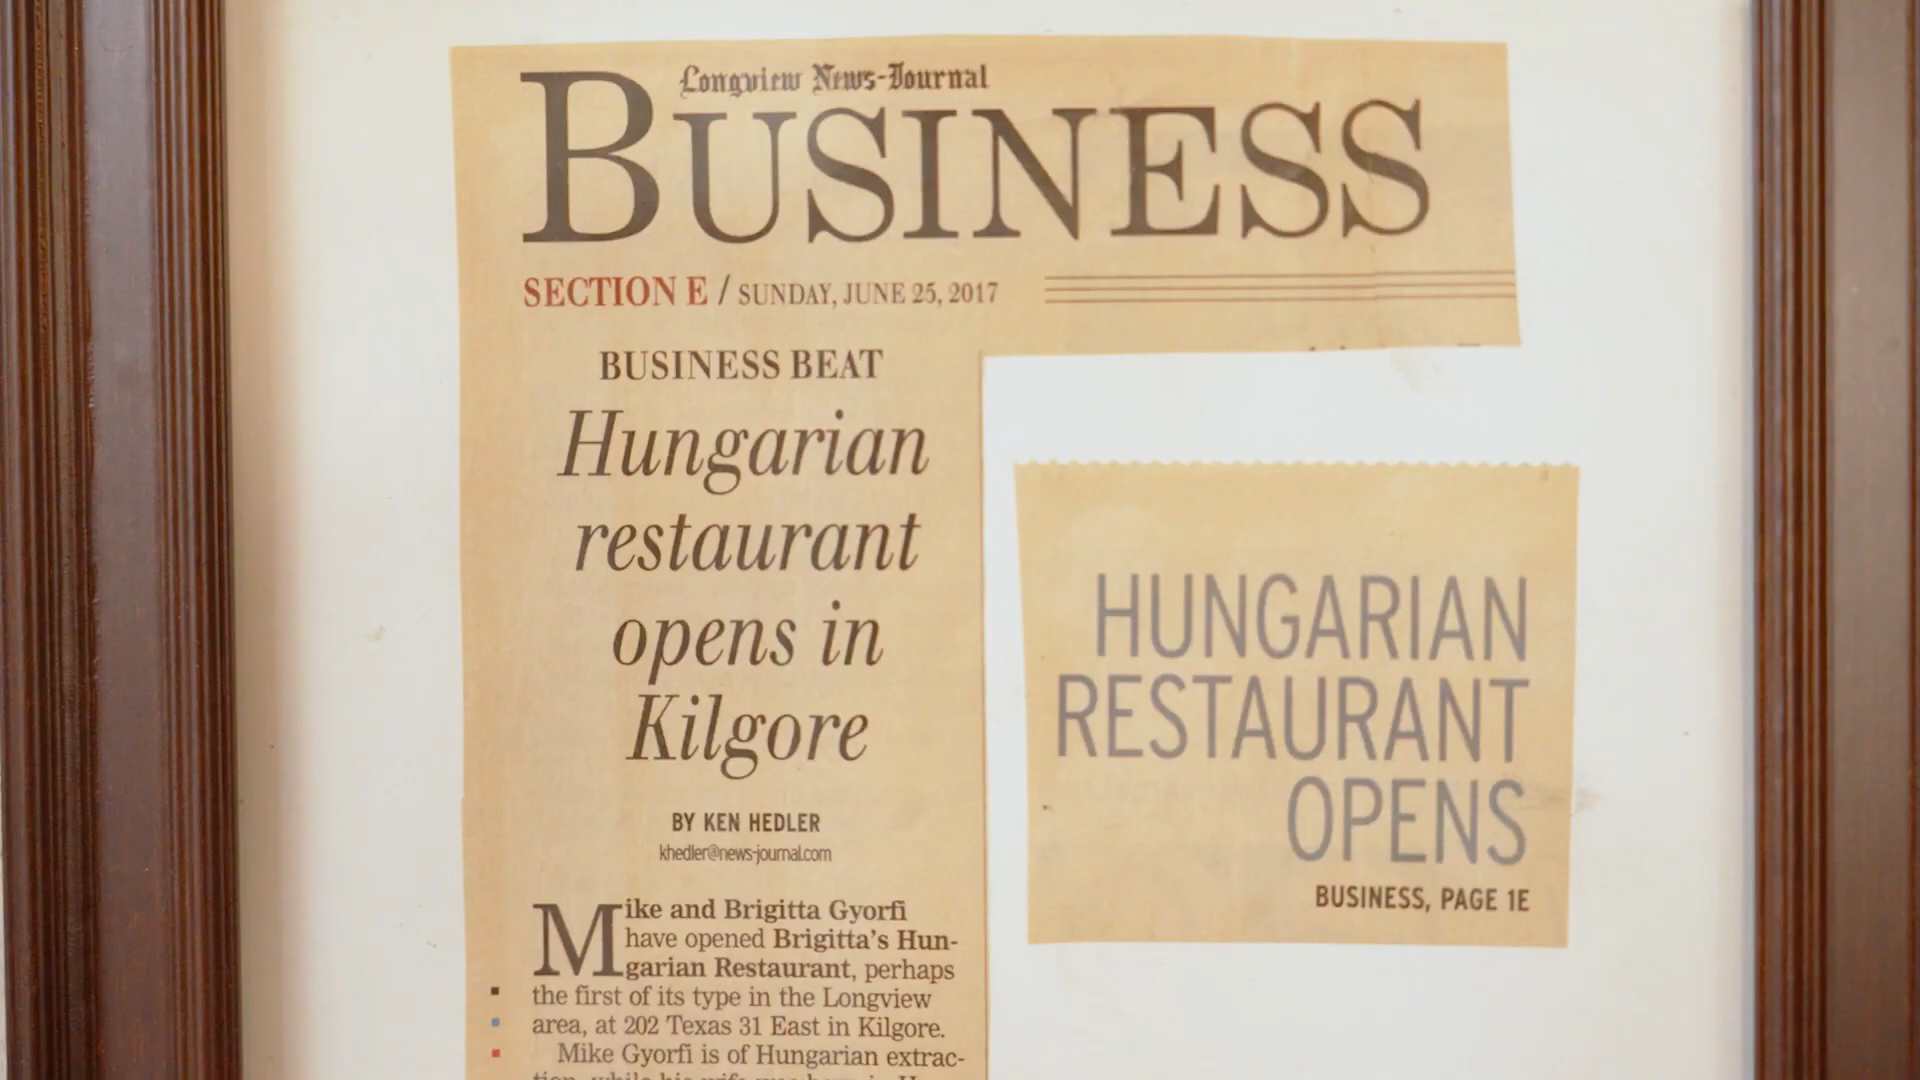 Longview News-Journal
BUSINESS
SECTION E / SUNDAY, JUNE 25, 2017
BUSINESS BEAT
Hungarian
restaurant
opens in
Kilgore
BY KEN HEDLER
khedler@news-journal.com
Mike and Brigitta Gyorfi
have opened Brigitta's Hun-
garian Restaurant, perhaps
the first of its type in the Longview
area, at 202 Texas 31 East in Kilgore.
Mike Gyorfi is of Hungarian extrac-
HUNGARIAN
RESTAURANT
OPENS
BUSINESS, PAGE 1E